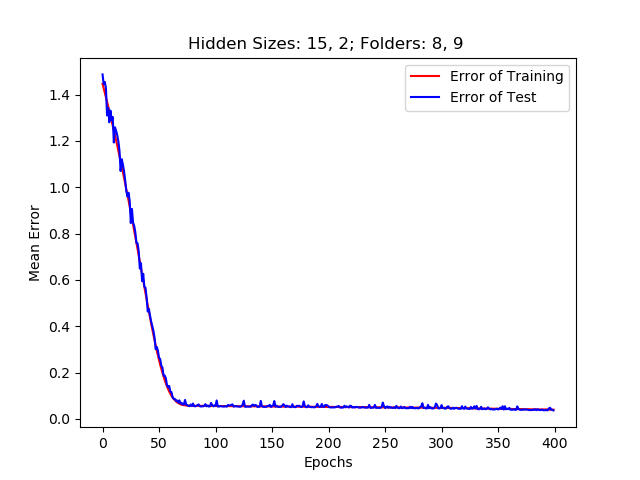 Hidden Sizes: 15, 2; Folders: 8, 9
Error of Training
Error of Test
Mean Error
1.4
1.2
1.0
0.8
0.6
0.4
0.2
0.0
0 50 100 150 200 250 300 350 400
Epochs